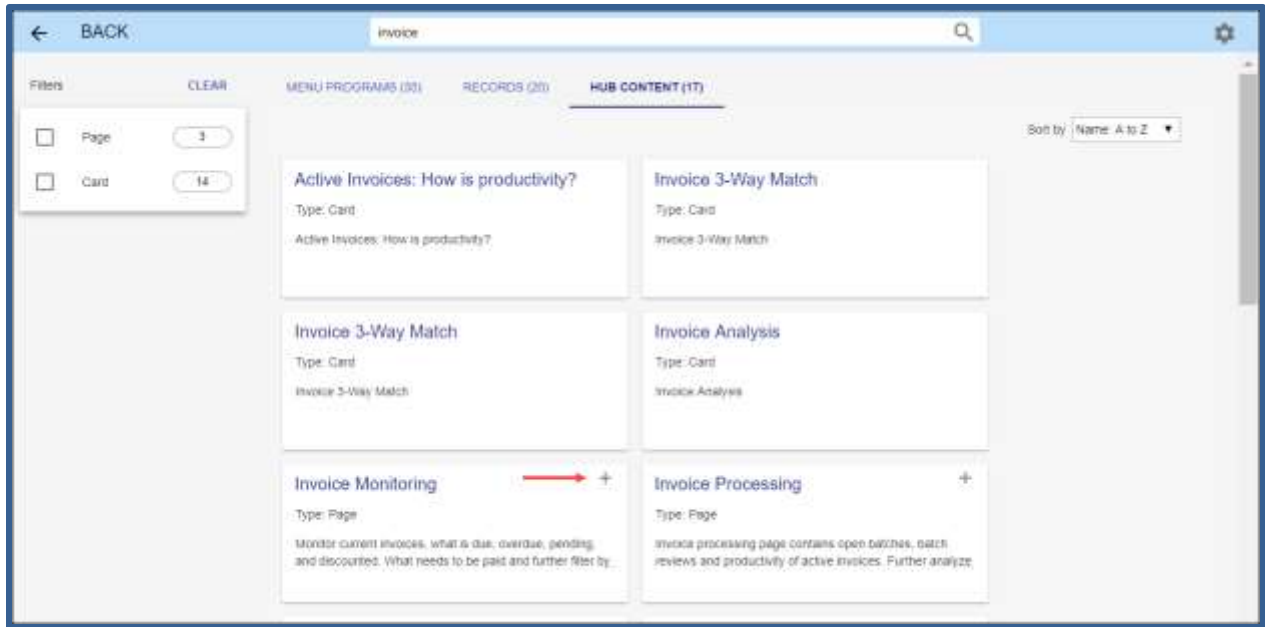 BACK
invoice
Filters
CLEAR
MENU PROGRAMS (35)
RECORDS (20)
HUB CONTENT (17)
Sort by Name: A to Z
Page 3
Card 14
Active Invoices: How is productivity?
Type: Card
Active Invoices: How is productivity?
Invoice 3-Way Match
Type: Card
Invoice 3-Way Match
Invoice 3-Way Match
Type: Card
Invoice 3-Way Match
Invoice Analysis
Type: Card
Invoice Analysis
Invoice Monitoring
Type: Page
Monitor current invoices, what is due, overdue, pending,
and discounted. What needs to be paid and further filter by
Invoice Processing
Type: Page
Invoice processing page contains open batches, batch
reviews and productivity of active invoices. Further analyze